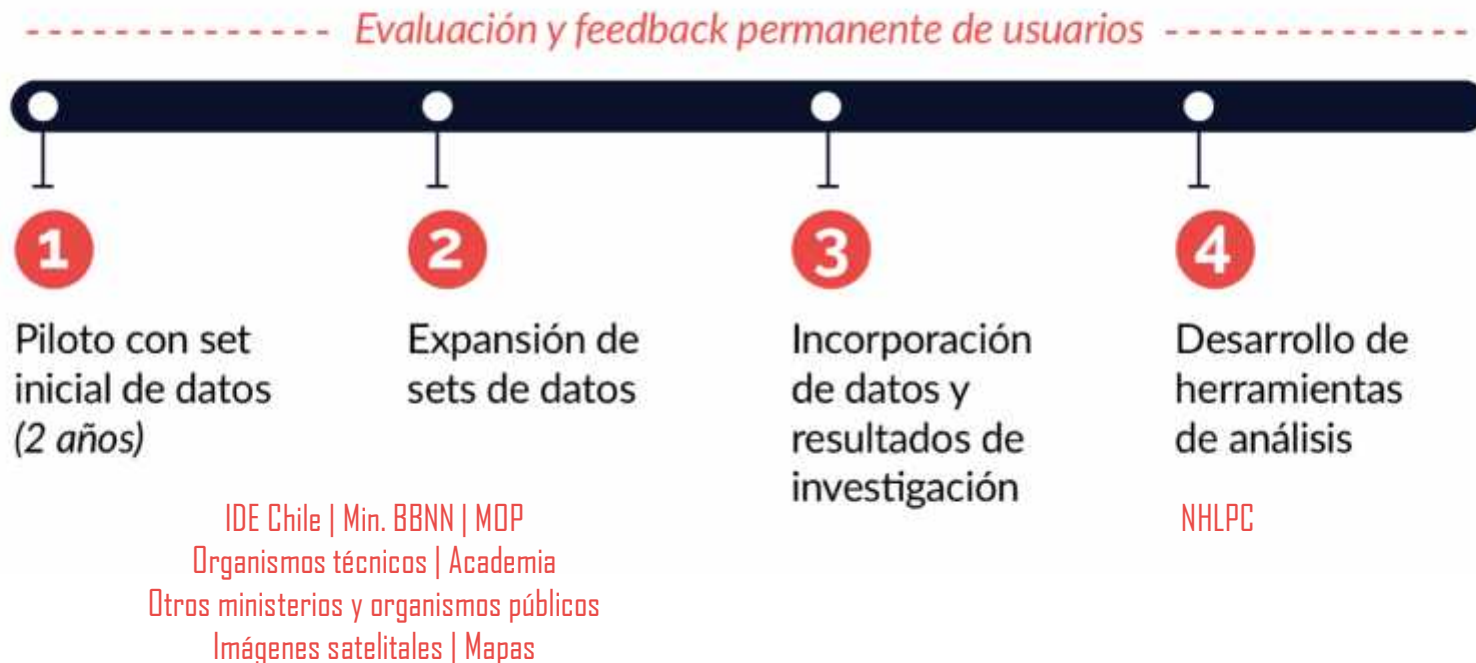 Evaluación y feedback permanente de usuarios
1
Piloto con set
inicial de datos
(2 años)
2
Expansión de
sets de datos
3
Incorporación
de datos y
resultados de
investigación
4
Desarrollo de
herramientas
de análisis
IDE Chile | Min. BBNN | MOP
Organismos técnicos | Academia
Otros ministerios y organismos públicos
Imágenes satelitales | Mapas
NHLPC